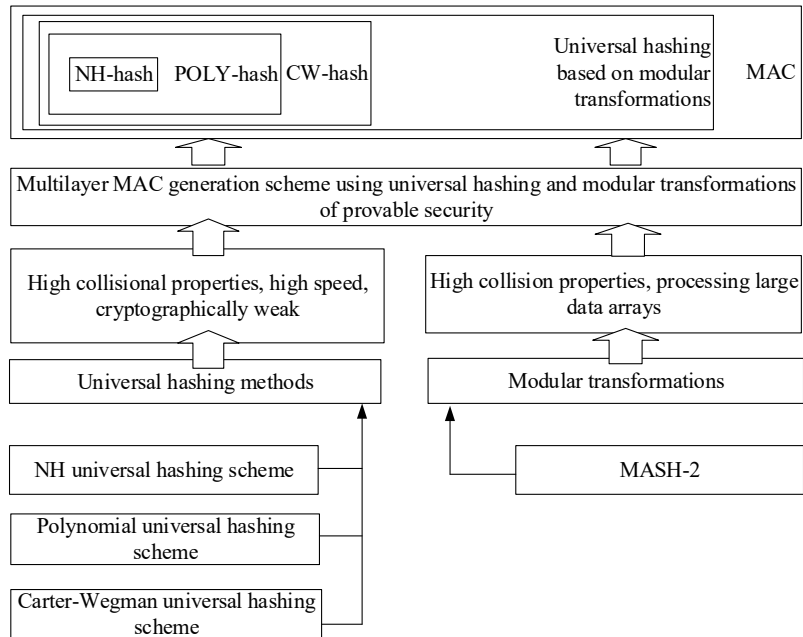 NH-hash
POLY-hash
CW-hash
Universal hashing
based on modular
transformations
MAC
Multilayer MAC generation scheme using universal hashing and modular transformations
of provable security
High collisional properties, high speed,
cryptographically weak
High collision properties, processing large
data arrays
Universal hashing methods
Modular transformations
NH universal hashing scheme
MASH-2
Polynomial universal hashing
scheme
Carter-Wegman universal hashing
scheme